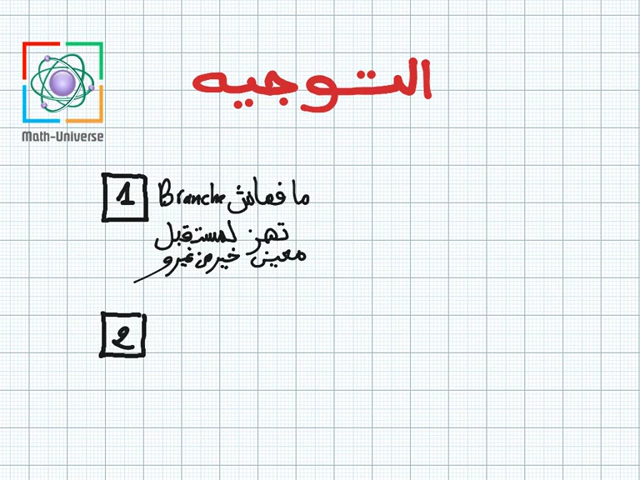 Math-Universe
التوجيه
1
ما فماش Branche
تهز لمستقبل
معين خير من غيرو
2